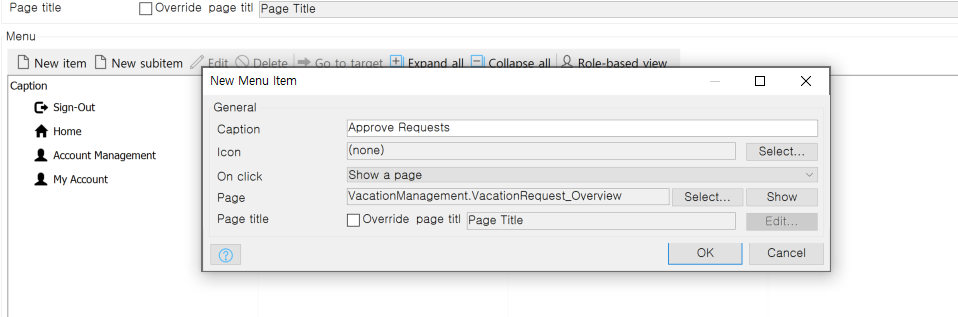 Page title Override page titl Page Title
Menu
New item New subitem Edit Delete Go to target Expand all Collapse all Role-based view
Caption
Sign-Out
Home
Account Management
My Account
New Menu Item
General
Caption Approve Requests
Icon (none) Select...
On click Show a page
Page VacationManagement.VacationRequest_Overview Select... Show
Page title Override page titl Page Title Edit...
? OK Cancel